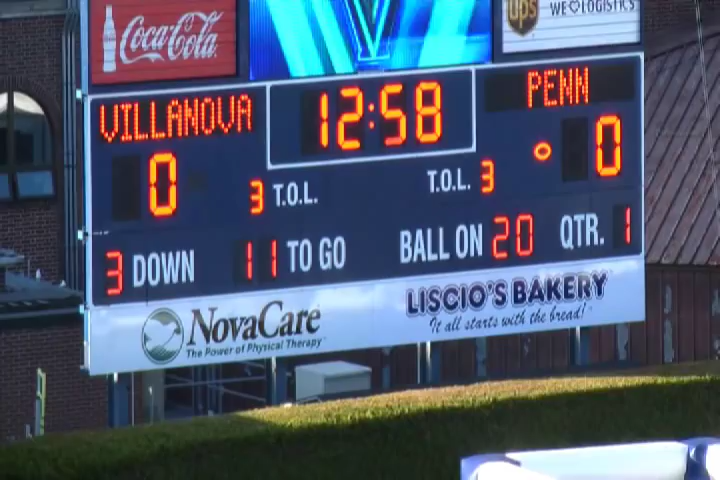 Coca-Cola
ups WE ♡ LOGISTICS
VILLANOVA 12:58 PENN
0 3 T.O.L. T.O.L. 3 0
3 DOWN 11 TO GO BALL ON 20 QTR. 1
NovaCare
The Power of Physical Therapy
LISCIO'S BAKERY
It all starts with the bread!